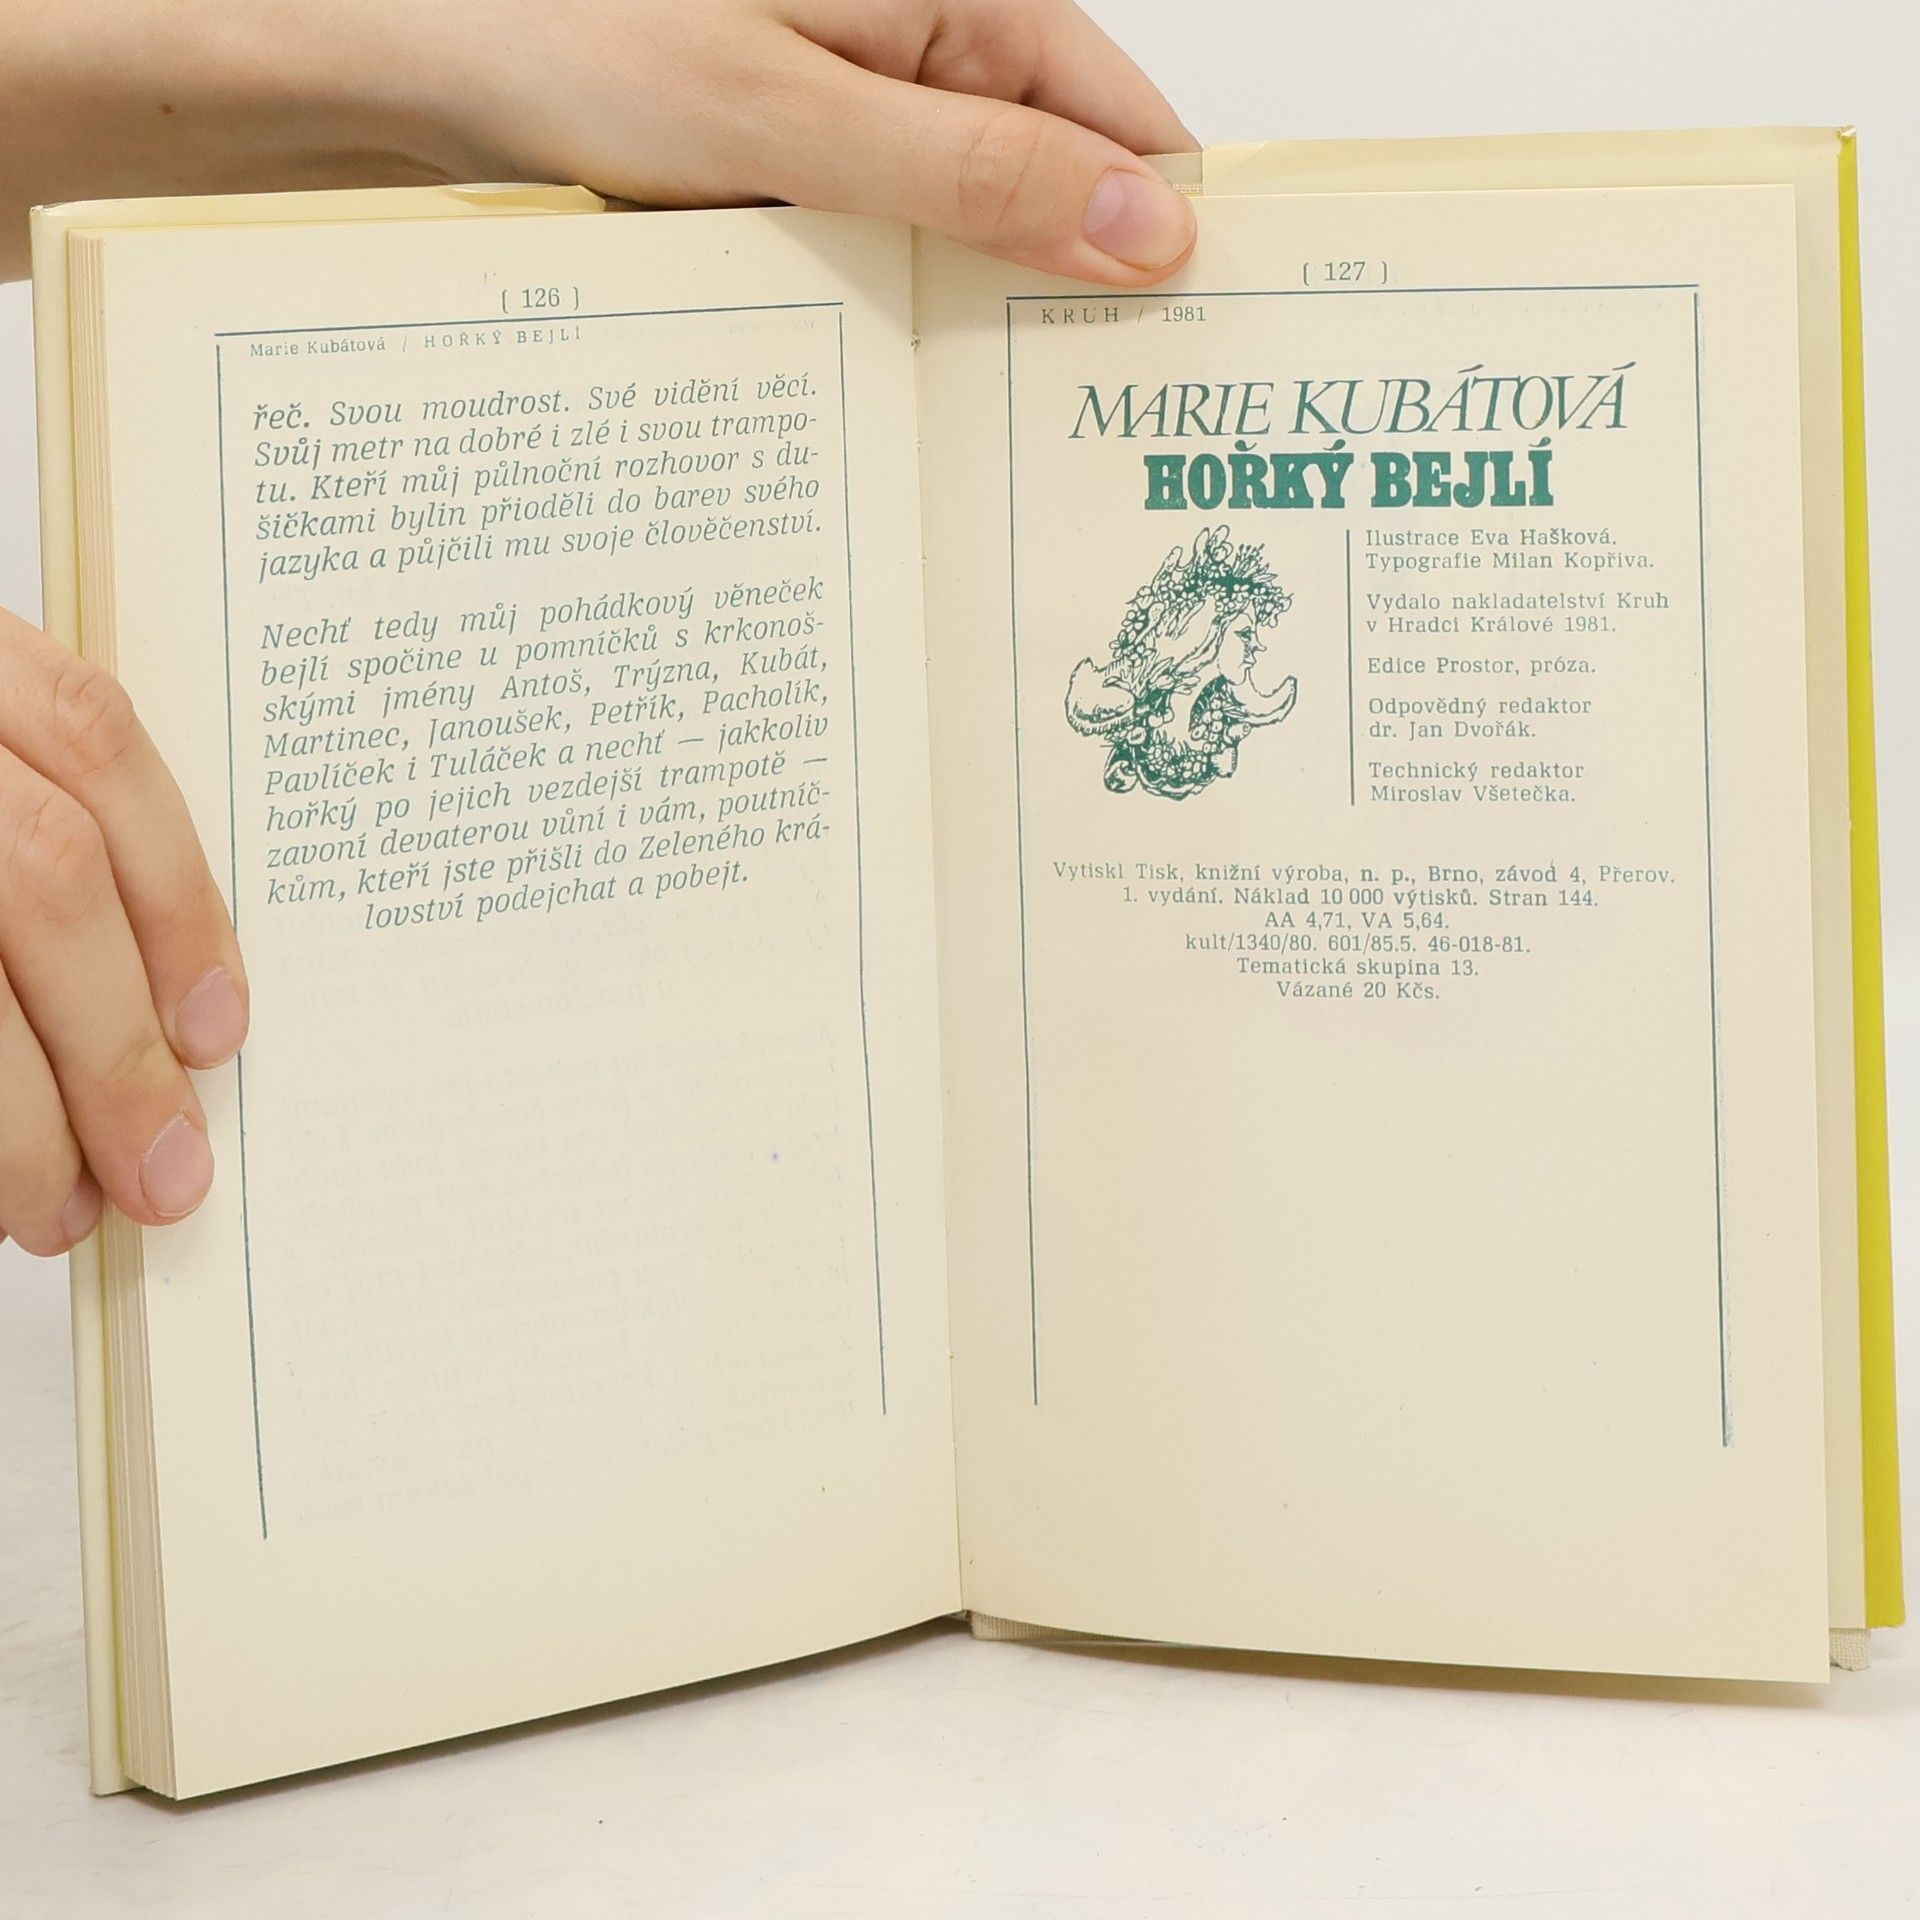 ( 126 )
Marie Kubátová / HOŘKÝ BEJLÍ
řeč. Svou moudrost. Své vidění věcí.
Svůj metr na dobré i zlé i svou trampo-
tu. Kteří můj půlnoční rozhovor s du-
šičkami bylin přioděli do barev svého
jazyka a půjčili mu svoje člověčenství.
Nechť tedy můj pohádkový věneček
bejlí spočine u pomníčků s krkonoš-
skými jmény Antoš, Trýzna, Kubát,
Martinec, Janoušek, Petřík, Pacholík,
Pavlíček i Tuláček a nechť — jakkoliv
hořký po jejich vezdejší trampotě —
zavoní devaterou vůní i vám, poutníč-
kům, kteří jste přišli do Zeleného krá-
lovství podejchat a pobejt.
( 127 )
KRUH / 1981
MARIE KUBÁTOVÁ
HOŘKÝ BEJLÍ
Ilustrace Eva Hašková.
Typografie Milan Kopřiva.
Vydalo nakladatelství Kruh
v Hradci Králové 1981.
Edice Prostor, próza.
Odpovědný redaktor
dr. Jan Dvořák.
Technický redaktor
Miroslav Všetečka.
Vytiskl Tisk, knižní výroba, n. p., Brno, závod 4, Přerov.
1. vydání. Náklad 10 000 výtisků. Stran 144.
AA 4,71, VA 5,64.
kult/1340/80. 601/85.5. 46-018-81.
Tematická skupina 13.
Vázané 20 Kčs.